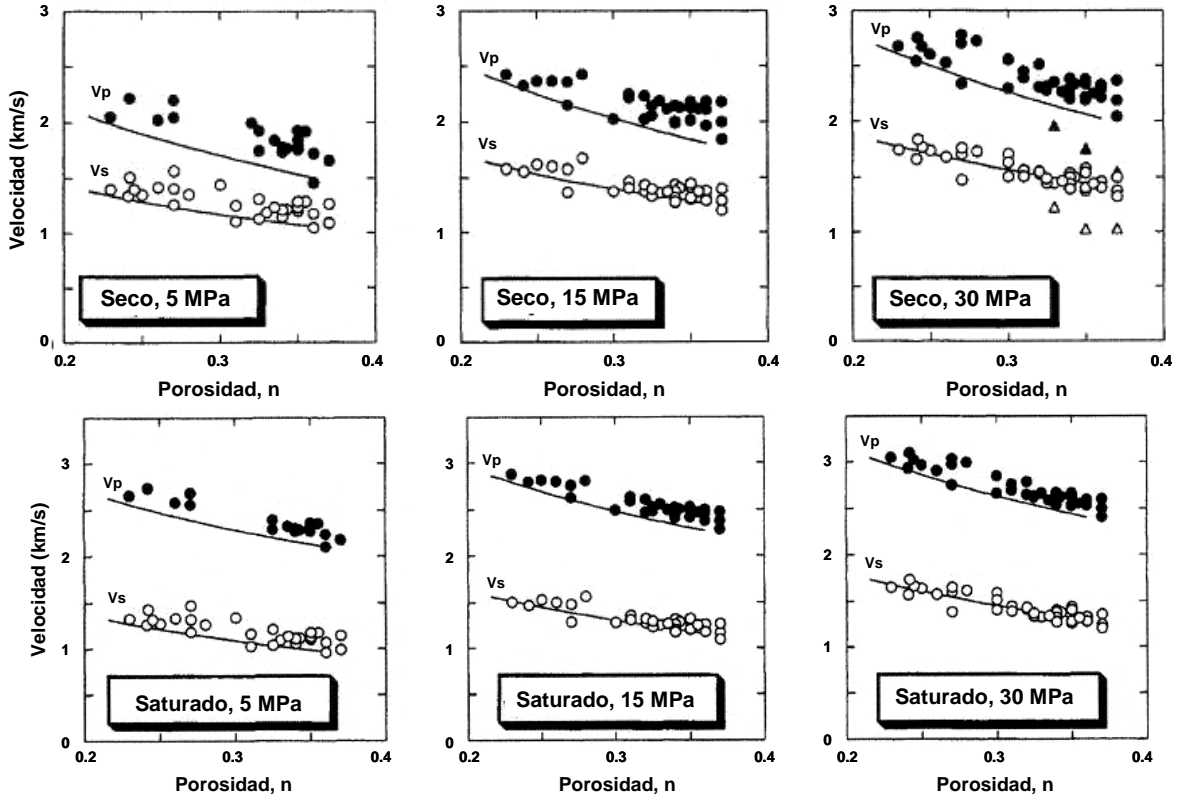 3
2
1
0
Velocidad (km/s)
Vp
Vs
Seco, 5 MPa
0.2
0.3
0.4
Porosidad, n
3
2
1
0
Vp
Vs
Seco, 15 MPa
0.2
0.3
0.4
Porosidad, n
3
2
1
0
Vp
Vs
Seco, 30 MPa
0.2
0.3
0.4
Porosidad, n
3
2
1
0
Velocidad (km/s)
Vp
Vs
Saturado, 5 MPa
0.2
0.3
0.4
Porosidad, n
3
2
1
0
Vp
Vs
Saturado, 15 MPa
0.2
0.3
0.4
Porosidad, n
3
2
1
0
Vp
Vs
Saturado, 30 MPa
0.2
0.3
0.4
Porosidad, n